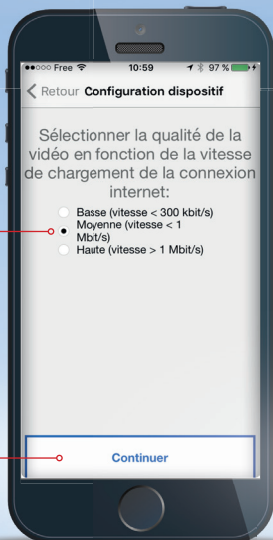 Free 10:59 97 %
Retour Configuration dispositif
Sélectionner la qualité de la
vidéo en fonction de la vitesse
de chargement de la connexion
internet:
Basse (vitesse < 300 kbit/s)
Moyenne (vitesse < 1
Mbt/s)
Haute (vitesse > 1 Mbit/s)
Continuer